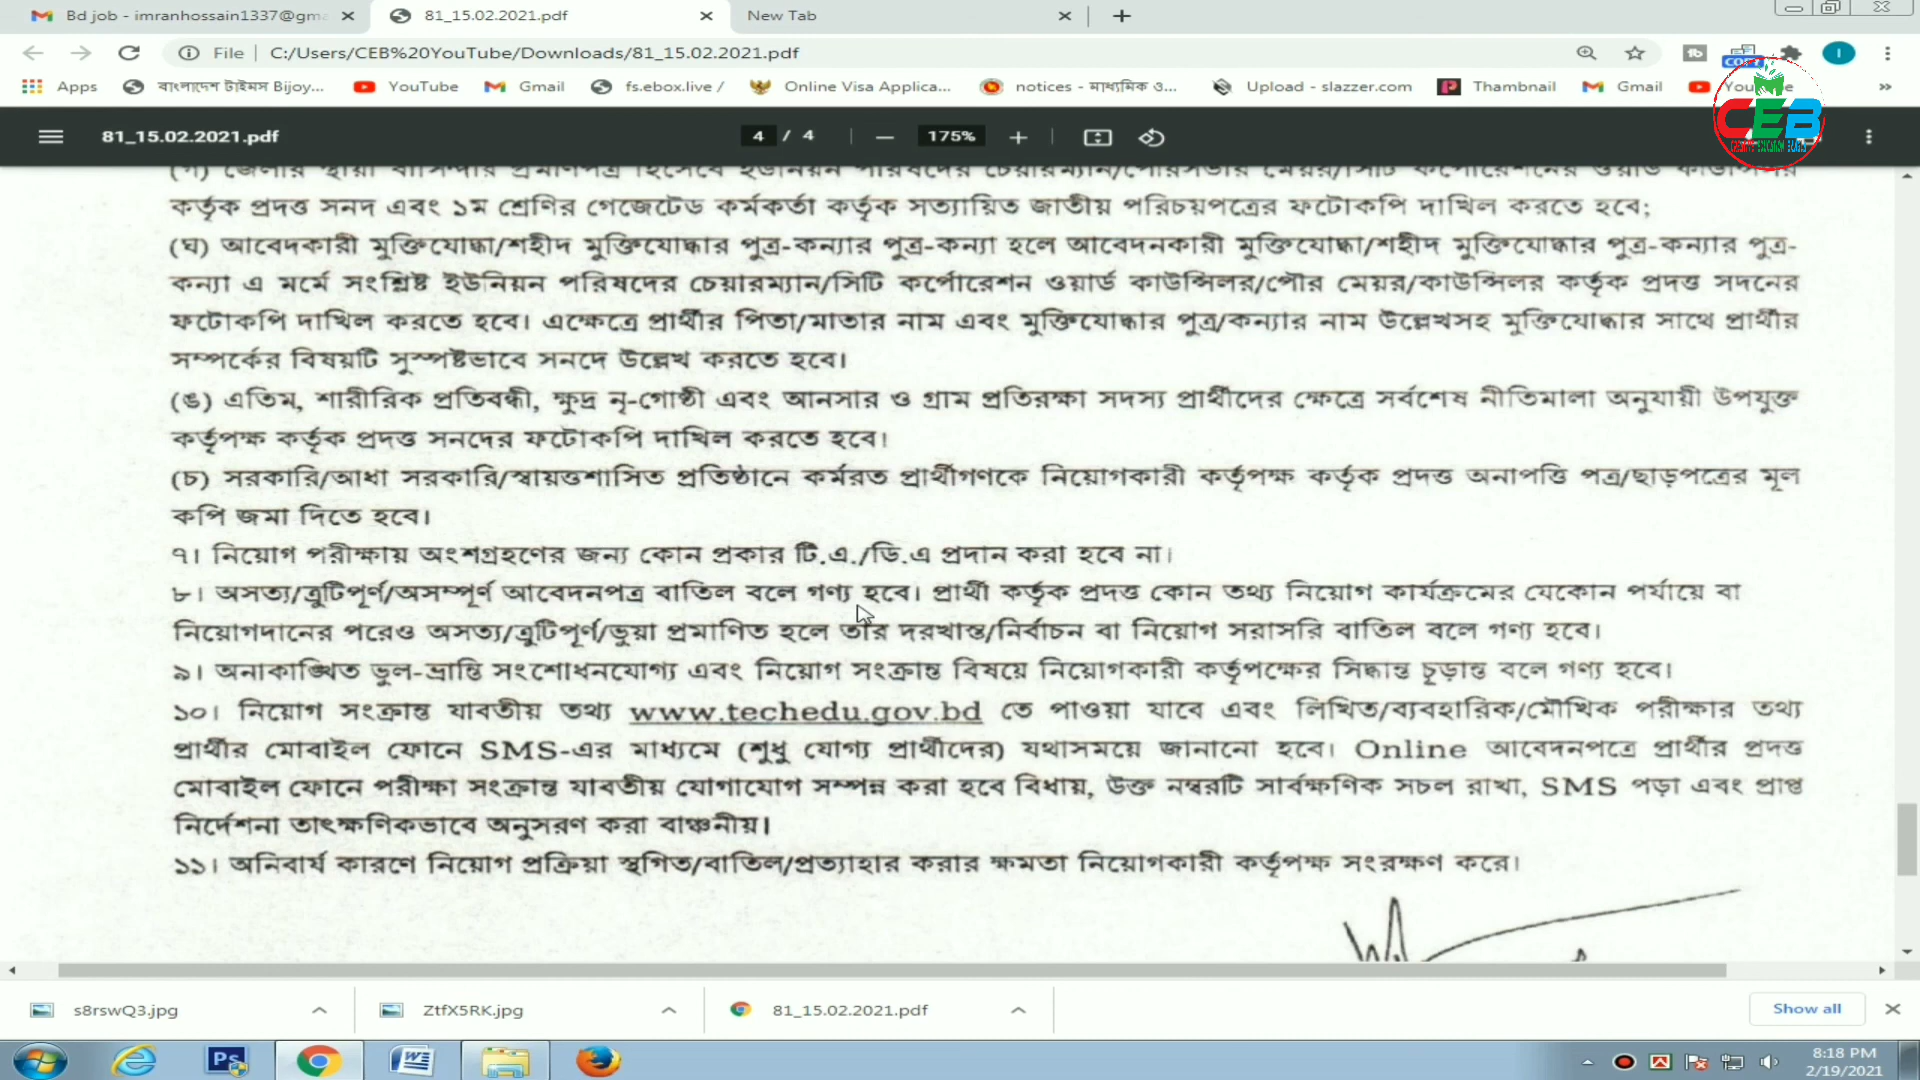 Bd job - imranhossain1337@gma
81_15.02.2021.pdf
New Tab
File
C:/Users/CEB%20YouTube/Downloads/81_15.02.2021.pdf
Apps
বাংলাদেশ টাইমস Bijoy...
YouTube
Gmail
fs.ebox.live /
Online Visa Applica...
notices - মাধ্যমিক ও...
Upload - slazzer.com
Thumbnail
Gmail
CEB
81_15.02.2021.pdf
4 / 4
175%
কর্তৃক প্রদত্ত সনদ এবং ১ম শ্রেণির গেজেটেড কর্মকর্তা কর্তৃক সত্যায়িত জাতীয় পরিচয়পত্রের ফটোকপি দাখিল করতে হবে;
(ঘ) আবেদকারী মুক্তিযোদ্ধা/শহীদ মুক্তিযোদ্ধার পুত্র-কন্যার পুত্র-কন্যা হলে আবেদনকারী মুক্তিযোদ্ধা/শহীদ মুক্তিযোদ্ধার পুত্র-কন্যার পুত্র-
কন্যা এ মর্মে সংশ্লিষ্ট ইউনিয়ন পরিষদের চেয়ারম্যান/সিটি কর্পোরেশন ওয়ার্ড কাউন্সিলর/পৌর মেয়র/কাউন্সিলর কর্তৃক প্রদত্ত সদনের
ফটোকপি দাখিল করতে হবে। এক্ষেত্রে প্রার্থীর পিতা/মাতার নাম এবং মুক্তিযোদ্ধার পুত্র/কন্যার নাম উল্লেখসহ মুক্তিযোদ্ধার সাথে প্রার্থীর
সম্পর্কের বিষয়টি সুস্পষ্টভাবে সনদে উল্লেখ করতে হবে।
(ঙ) এতিম, শারীরিক প্রতিবন্ধী, ক্ষুদ্র নৃ-গোষ্ঠী এবং আনসার ও গ্রাম প্রতিরক্ষা সদস্য প্রার্থীদের ক্ষেত্রে সর্বশেষ নীতিমালা অনুযায়ী উপযুক্ত
কর্তৃপক্ষ কর্তৃক প্রদত্ত সনদের ফটোকপি দাখিল করতে হবে।
(চ) সরকারি/আধা সরকারি/স্বায়ত্তশাসিত প্রতিষ্ঠানে কর্মরত প্রার্থীগণকে নিয়োগকারী কর্তৃপক্ষ কর্তৃক প্রদত্ত অনাপত্তি পত্র/ছাড়পত্রের মূল
কপি জমা দিতে হবে।
৭। নিয়োগ পরীক্ষায় অংশগ্রহণের জন্য কোন প্রকার টি.এ./ডি.এ প্রদান করা হবে না।
৮। অসত্য/ত্রুটিপূর্ণ/অসম্পূর্ণ আবেদনপত্র বাতিল বলে গণ্য হবে। প্রার্থী কর্তৃক প্রদত্ত কোন তথ্য নিয়োগ কার্যক্রমের যেকোন পর্যায়ে বা
নিয়োগদানের পরেও অসত্য/ত্রুটিপূর্ণ/ভুয়া প্রমাণিত হলে তার দরখাস্ত/নির্বাচন বা নিয়োগ সরাসরি বাতিল বলে গণ্য হবে।
৯। অনাকাঙ্খিত ভুল-ভ্রান্তি সংশোধনযোগ্য এবং নিয়োগ সংক্রান্ত বিষয়ে নিয়োগকারী কর্তৃপক্ষের সিদ্ধান্ত চূড়ান্ত বলে গণ্য হবে।
১০। নিয়োগ সংক্রান্ত যাবতীয় তথ্য www.techedu.gov.bd তে পাওয়া যাবে এবং লিখিত/ব্যবহারিক/মৌখিক পরীক্ষার তথ্য
প্রার্থীর মোবাইল ফোনে SMS-এর মাধ্যমে (শুধু যোগ্য প্রার্থীদের) যথাসময়ে জানানো হবে। Online আবেদনপত্রে প্রার্থীর প্রদত্ত
মোবাইল ফোনে পরীক্ষা সংক্রান্ত যাবতীয় যোগাযোগ সম্পন্ন করা হবে বিধায়, উক্ত নম্বরটি সার্বক্ষণিক সচল রাখা, SMS পড়া এবং প্রাপ্ত
নির্দেশনা তাৎক্ষণিকভাবে অনুসরণ করা বাঞ্চনীয়।
১১। অনিবার্য কারণে নিয়োগ প্রক্রিয়া স্থগিত/বাতিল/প্রত্যাহার করার ক্ষমতা নিয়োগকারী কর্তৃপক্ষ সংরক্ষণ করে।
s8rswQ3.jpg
ZtfX5RK.jpg
81_15.02.2021.pdf
Show all
8:18 PM
2/19/2021